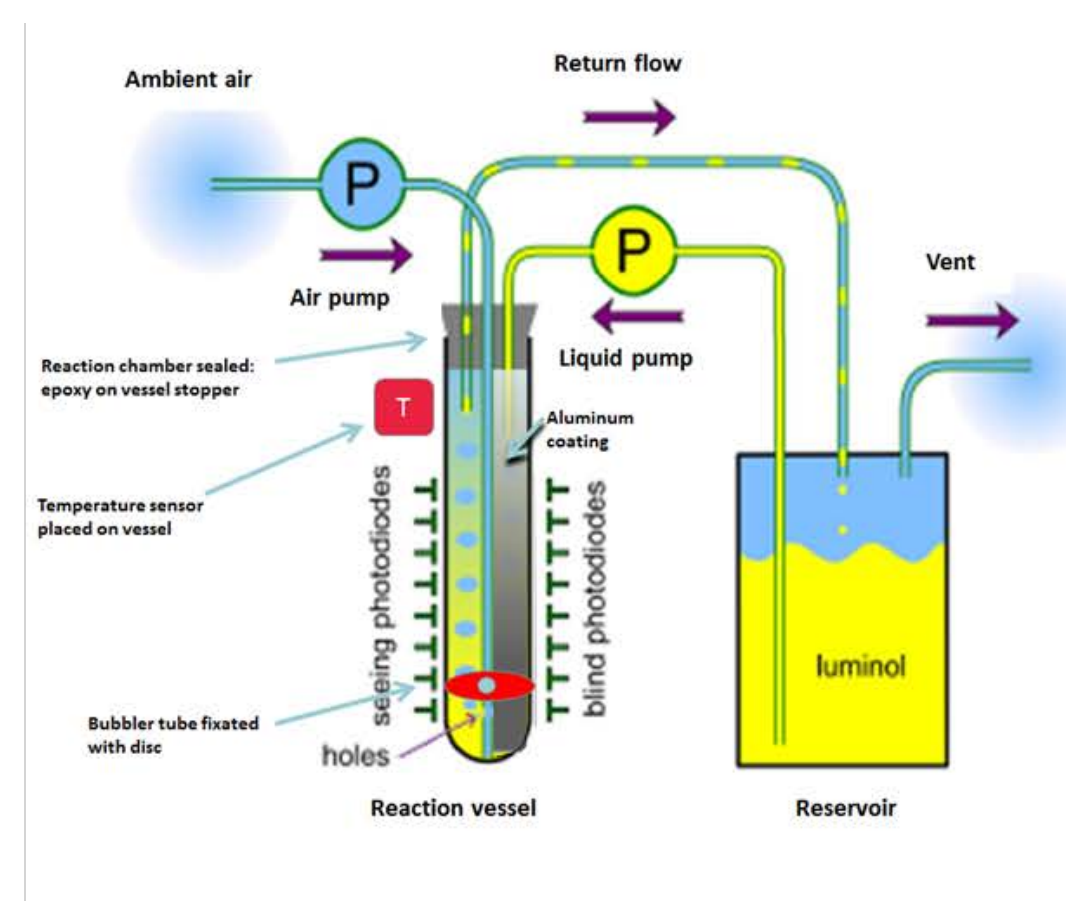 Return flow
Ambient air
P
P
Vent
Air pump
Liquid pump
Reaction chamber sealed:
epoxy on vessel stopper
T
Aluminum
coating
Temperature sensor
placed on vessel
seeing photodiodes
blind photodiodes
luminol
Bubbler tube fixated
with disc
holes
Reaction vessel
Reservoir